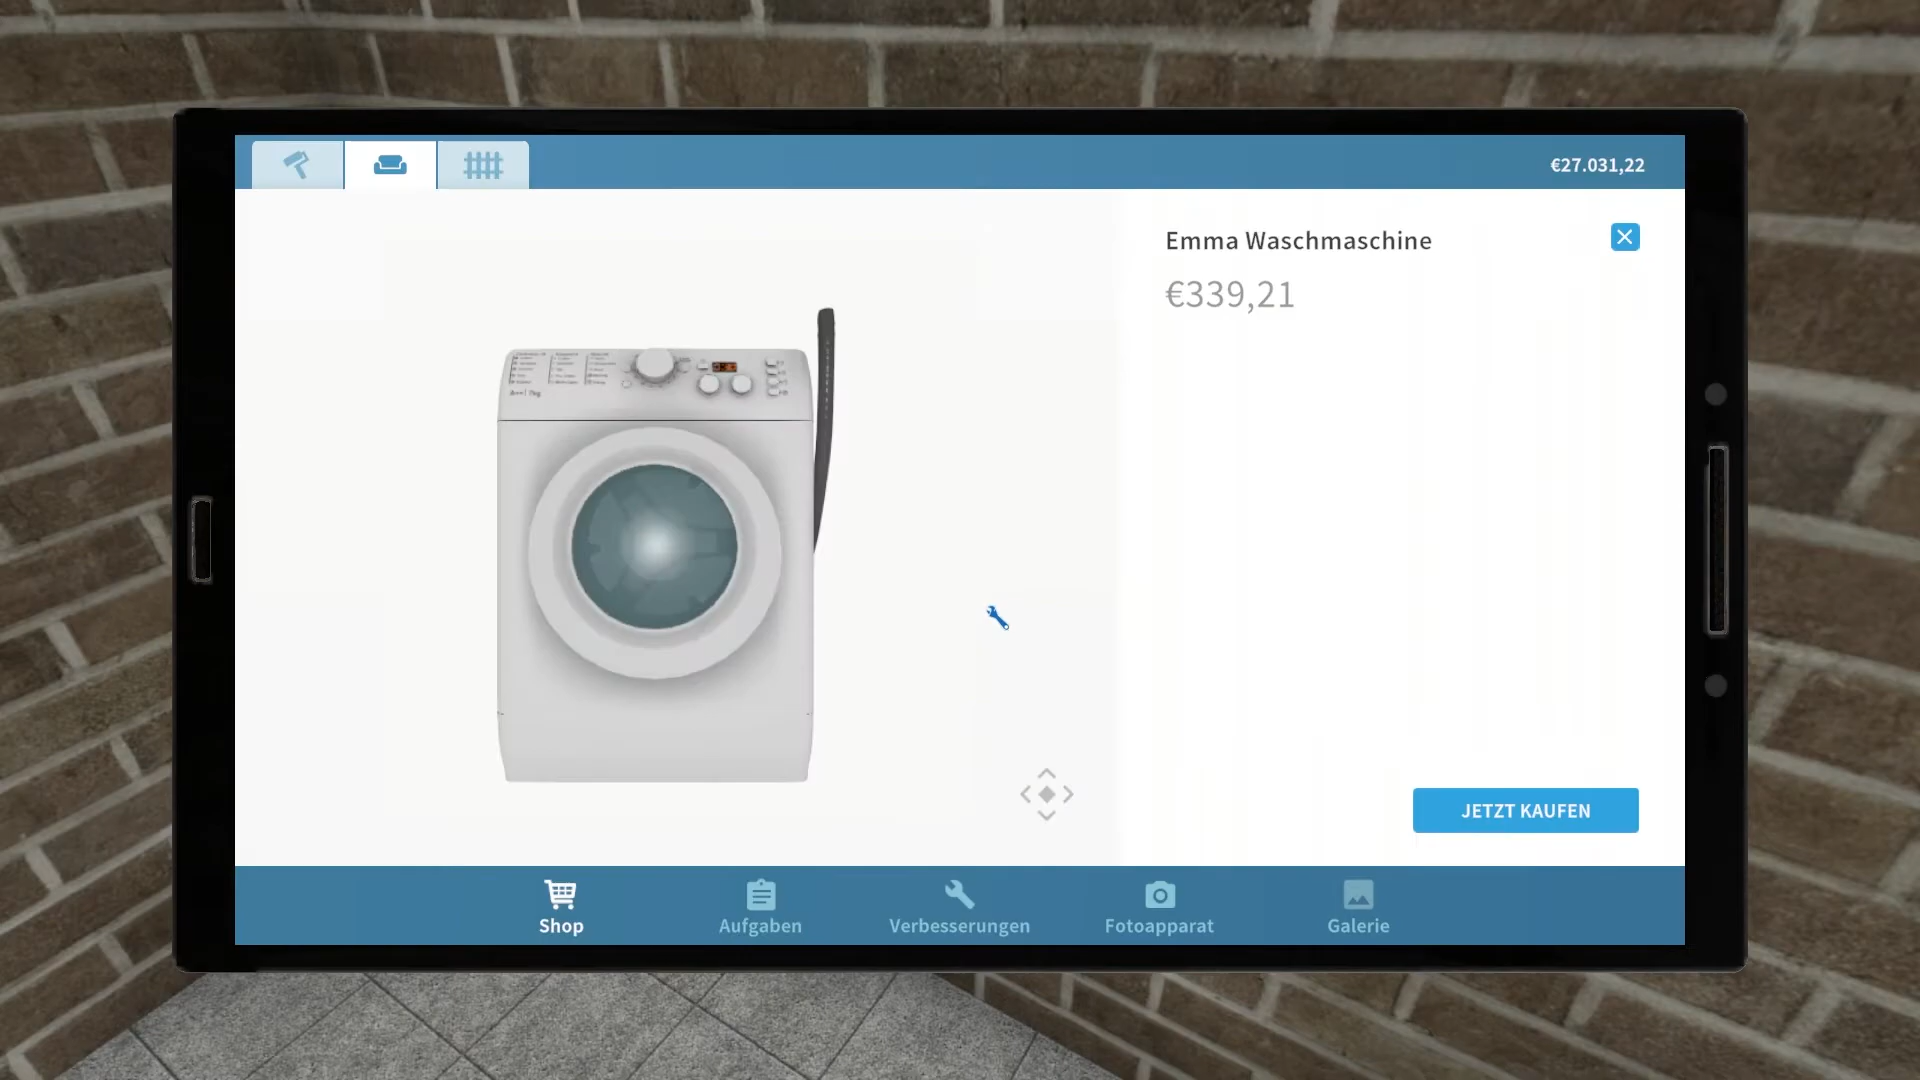 €27.031,22
Emma Waschmaschine
€339,21
JETZT KAUFEN
Shop
Aufgaben
Verbesserungen
Fotoapparat
Galerie